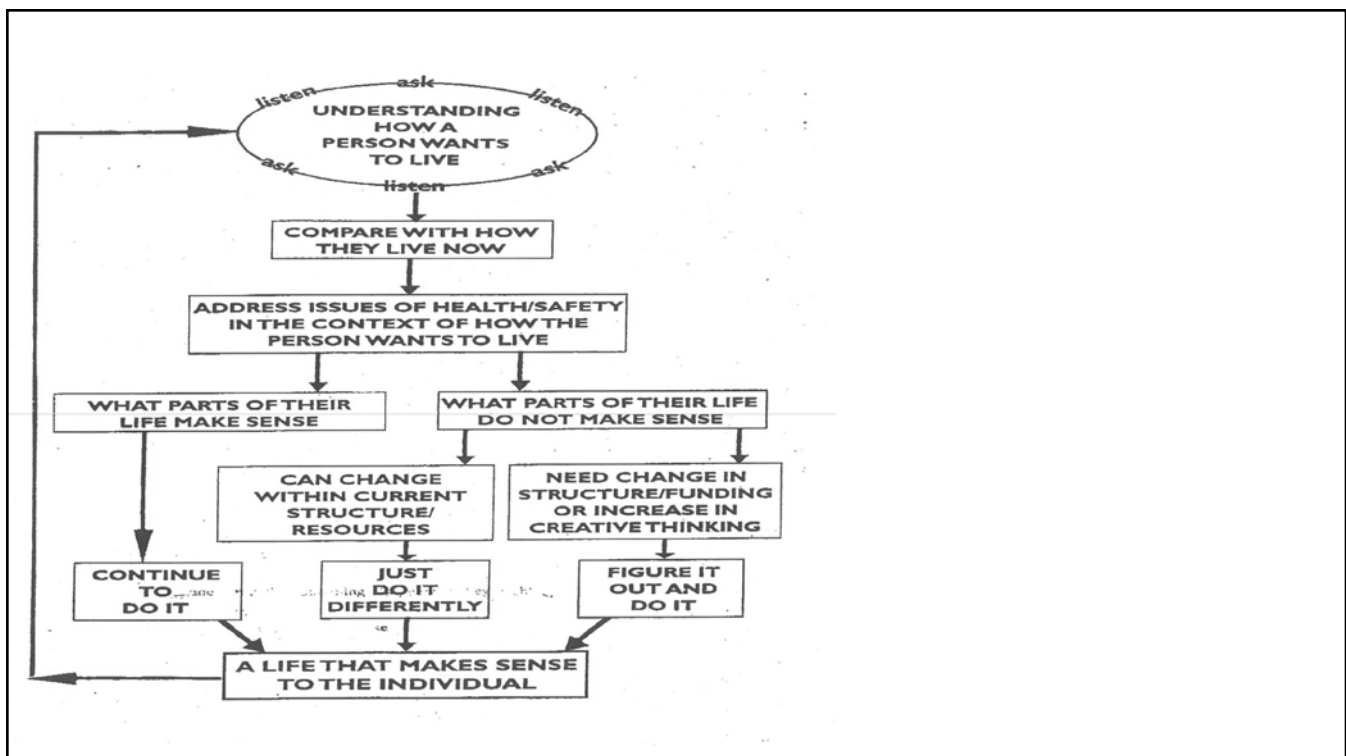 ask
listen
listen
UNDERSTANDING
HOW A
PERSON WANTS
TO LIVE
ask
ask
listen
COMPARE WITH HOW
THEY LIVE NOW
ADDRESS ISSUES OF HEALTH/SAFETY
IN THE CONTEXT OF HOW THE
PERSON WANTS TO LIVE
WHAT PARTS OF THEIR
LIFE MAKE SENSE
WHAT PARTS OF THEIR LIFE
DO NOT MAKE SENSE
CAN CHANGE
WITHIN CURRENT
STRUCTURE/
RESOURCES
NEED CHANGE IN
STRUCTURE/FUNDING
OR INCREASE IN
CREATIVE THINKING
CONTINUE
TO
DO IT
JUST
DO IT
DIFFERENTLY
FIGURE IT
OUT AND
DO IT
A LIFE THAT MAKES SENSE
TO THE INDIVIDUAL